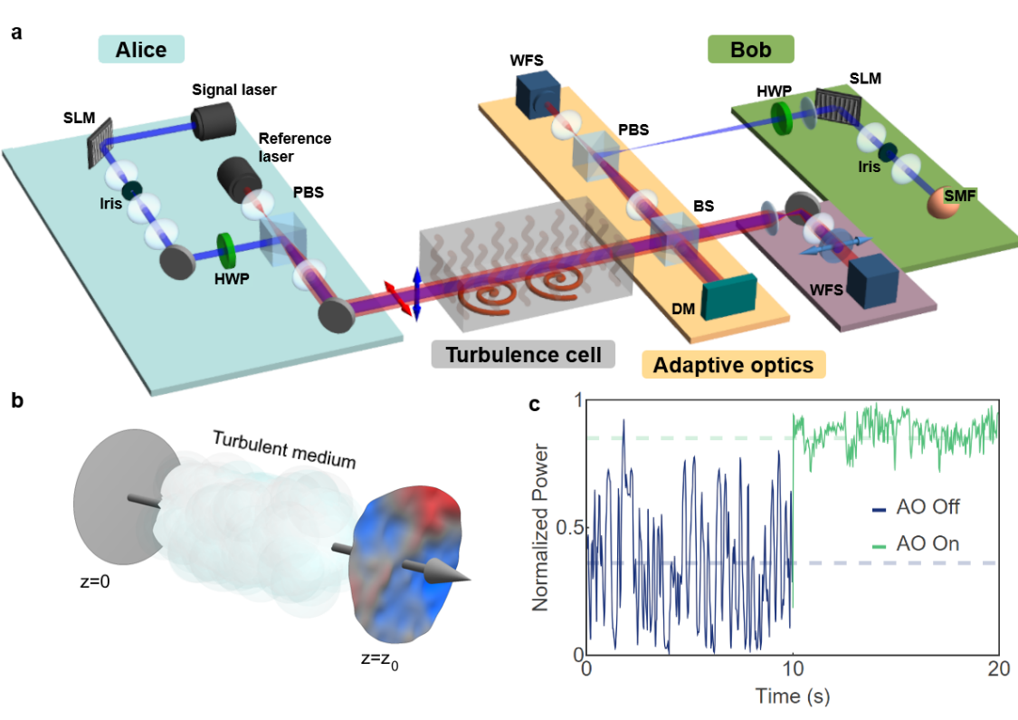 a
Alice
Bob
WFS
SLM
HWP
Signal laser
SLM
PBS
Reference
laser
Iris
Iris
PBS
SMF
BS
HWP
WFS
DM
Turbulence cell
Adaptive optics
b
c
Turbulent medium
z=0
z=z0
1
0.5
0
Normalized Power
AO Off
AO On
0
10
20
Time (s)